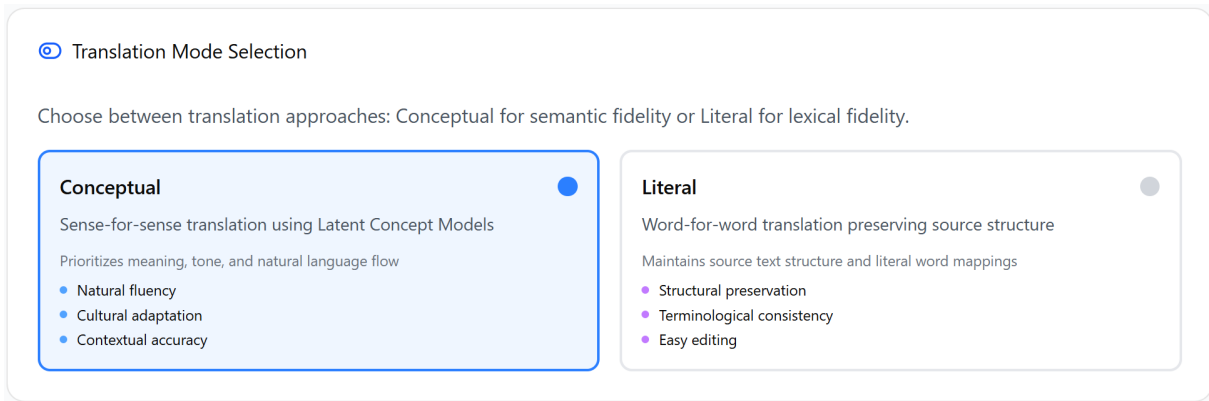 Translation Mode Selection
Choose between translation approaches: Conceptual for semantic fidelity or Literal for lexical fidelity.
Conceptual
Sense-for-sense translation using Latent Concept Models
Prioritizes meaning, tone, and natural language flow
Natural fluency
Cultural adaptation
Contextual accuracy
Literal
Word-for-word translation preserving source structure
Maintains source text structure and literal word mappings
Structural preservation
Terminological consistency
Easy editing